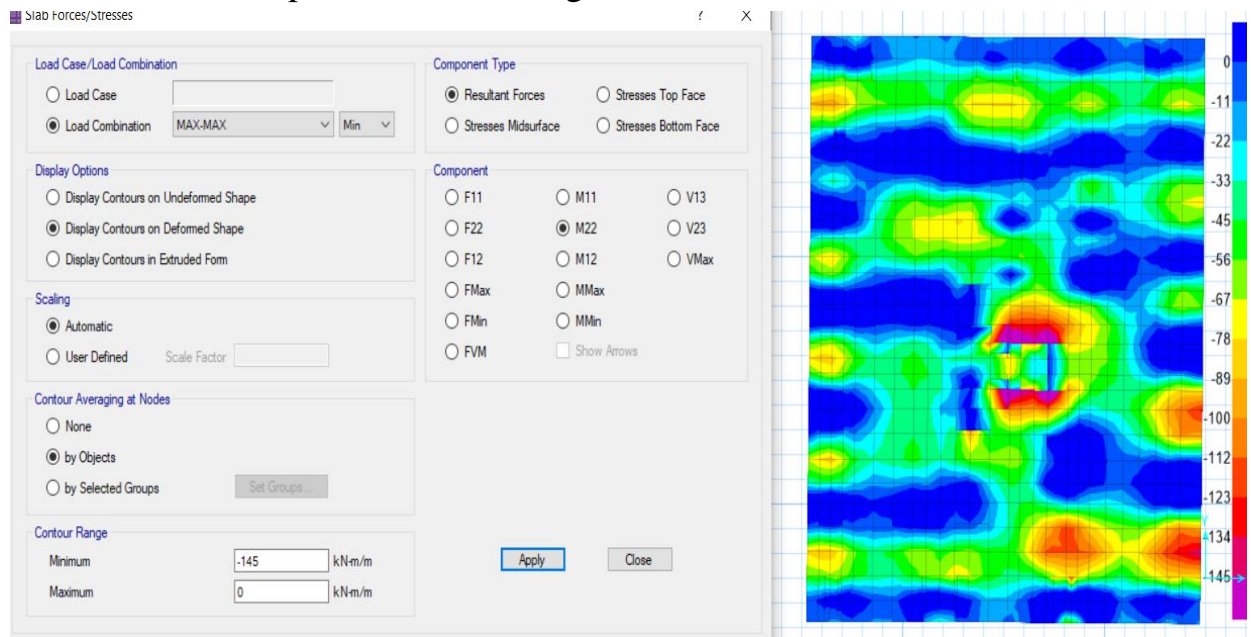 Slab Forces/Stresses ? X
Load Case/Load Combination
Load Case
Load Combination MAX-MAX Min
Display Options
Display Contours on Undeformed Shape
Display Contours on Deformed Shape
Display Contours in Extruded Form
Scaling
Automatic
User Defined Scale Factor
Contour Averaging at Nodes
None
by Objects
by Selected Groups Set Groups...
Contour Range
Minimum -145 kN-m/m
Maximum 0 kN-m/m
Component Type
Resultant Forces Stresses Top Face
Stresses Midsurface Stresses Bottom Face
Component
F11 M11 V13
F22 M22 V23
F12 M12 VMax
FMax MMax
FMin MMin
FVM Show Arrows
Apply Close
0
-11
-22
-33
-45
-56
-67
-78
-89
-100
-112
-123
-134
-145